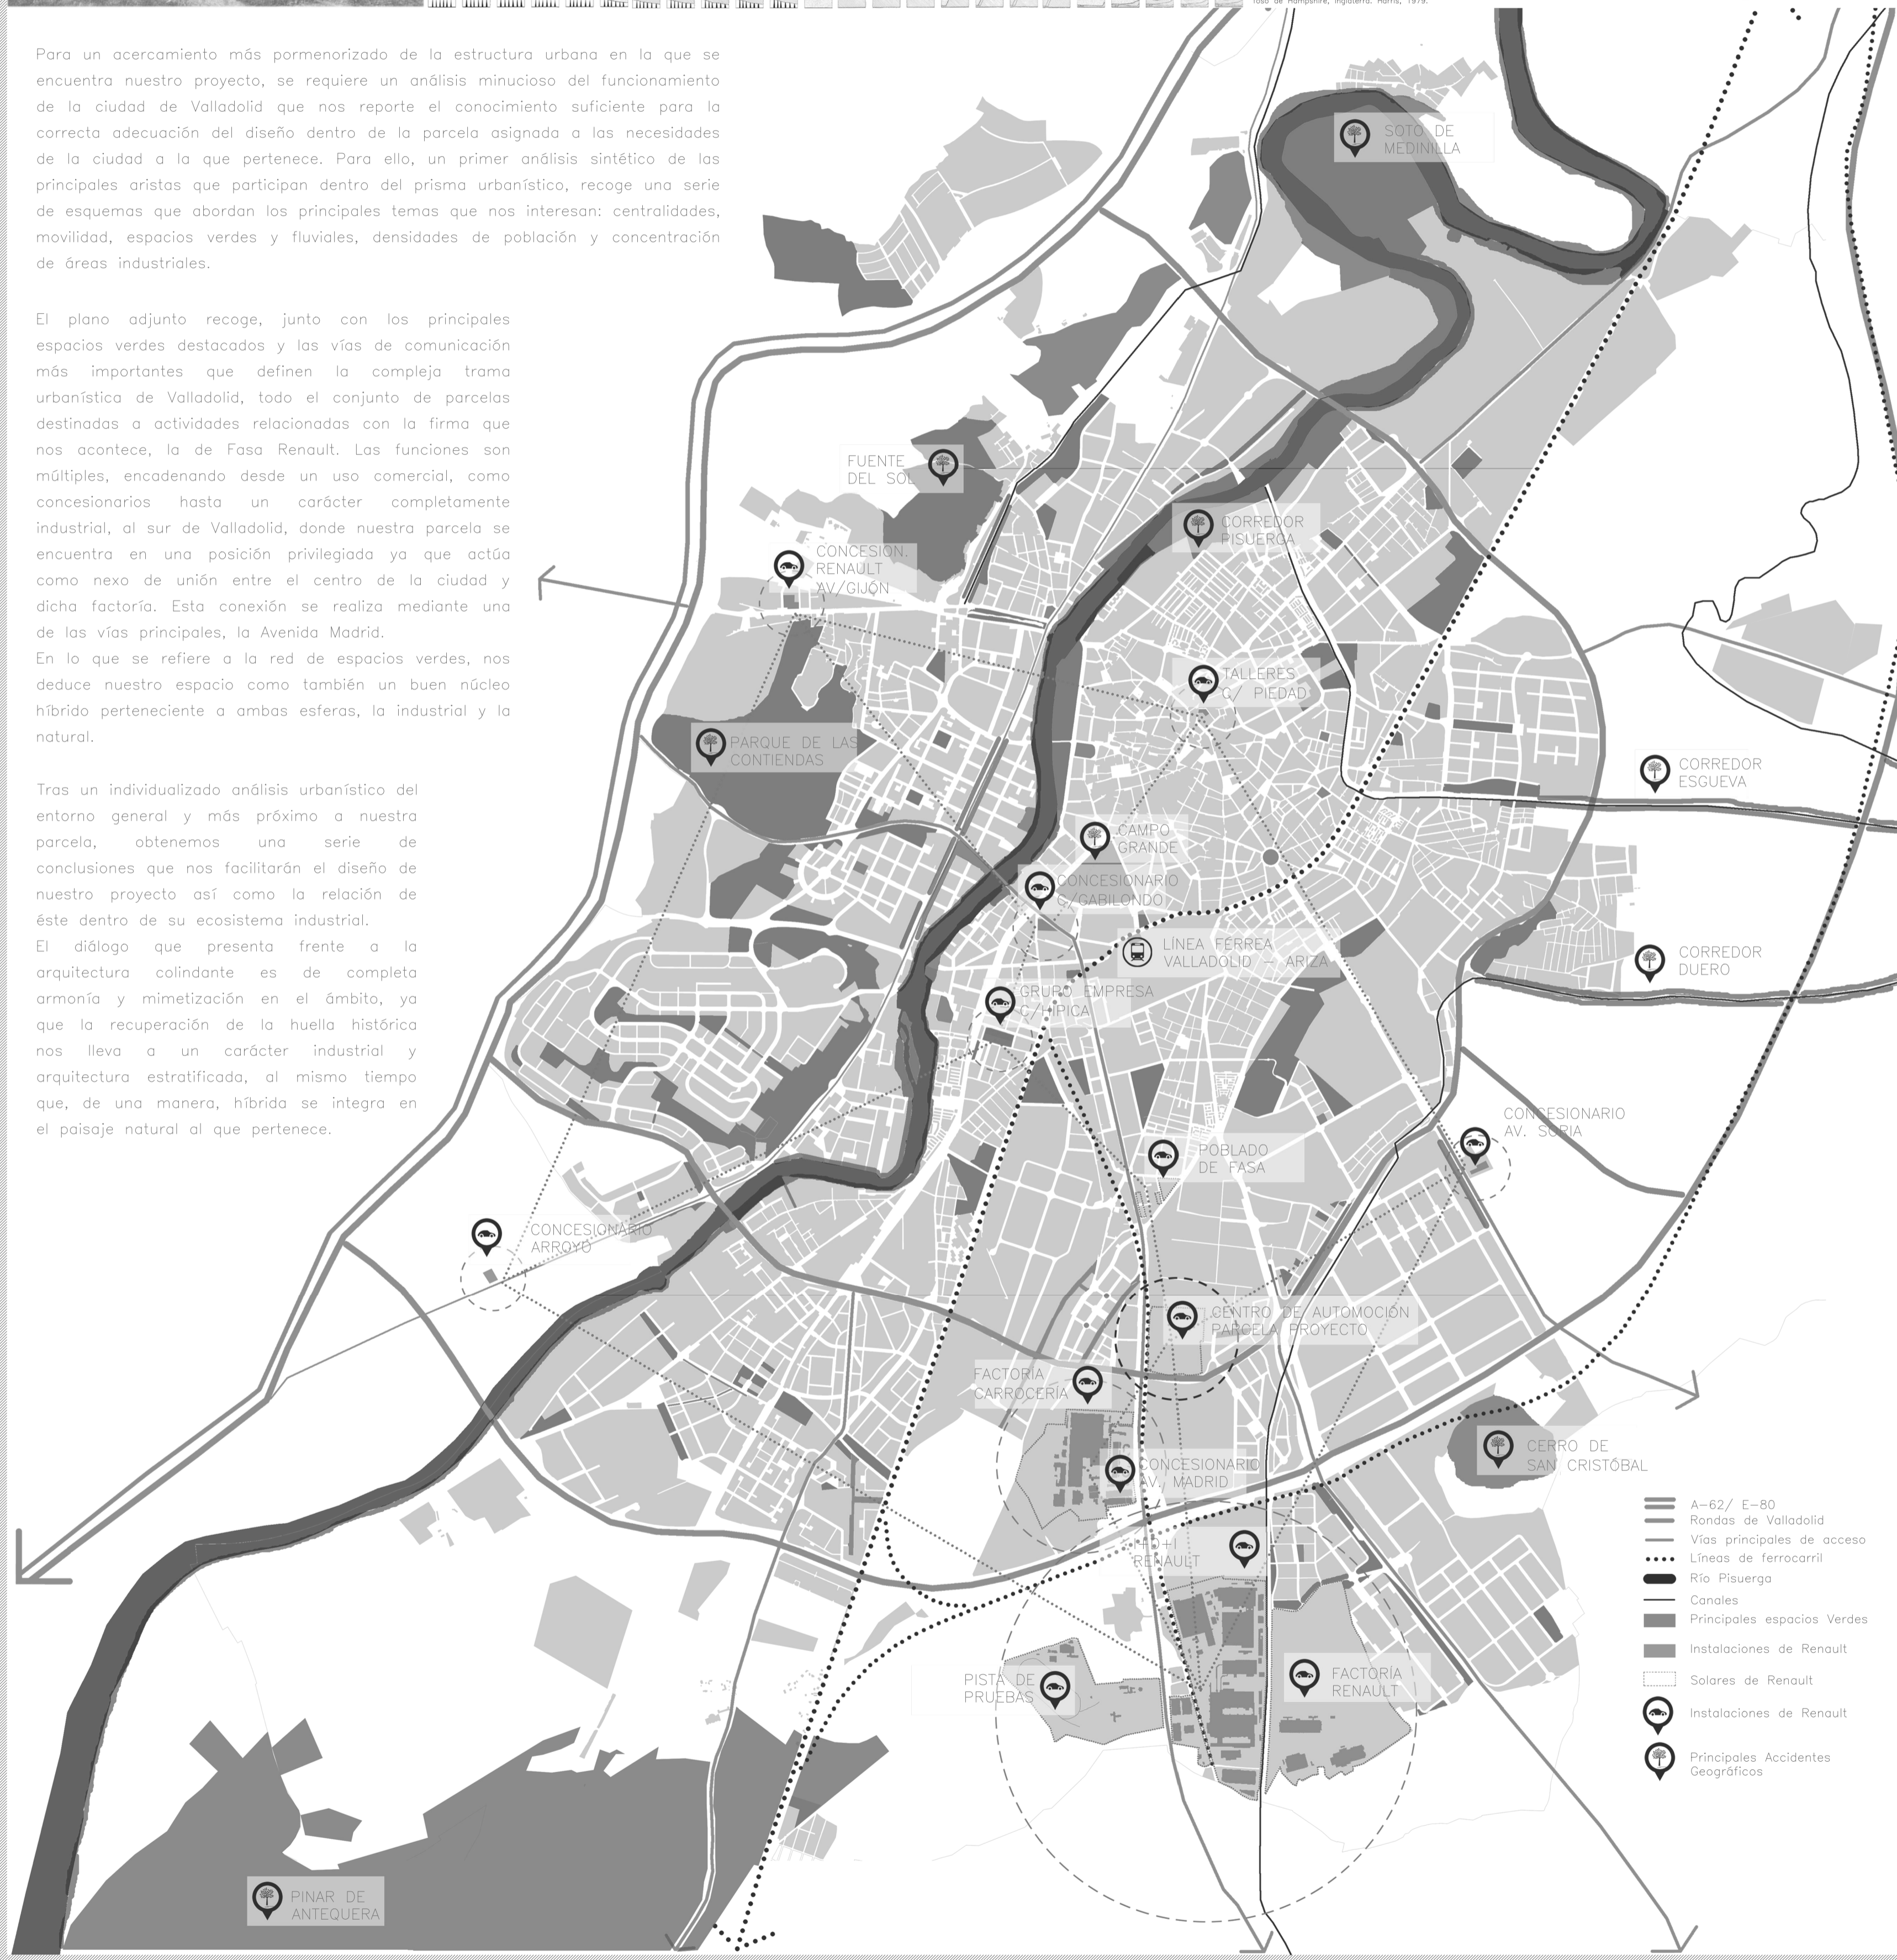 toso de Hampshire, Inglaterra. Harris, 1979.
Para un acercamiento más pormenorizado de la estructura urbana en la que se
encuentra nuestro proyecto, se requiere un análisis minucioso del funcionamiento
de la ciudad de Valladolid que nos reporte el conocimiento suficiente para la
correcta adecuación del diseño dentro de la parcela asignada a las necesidades
de la ciudad a la que pertenece. Para ello, un primer análisis sintético de las
principales aristas que participan dentro del prisma urbanístico, recoge una serie
de esquemas que abordan los principales temas que nos interesan: centralidades,
movilidad, espacios verdes y fluviales, densidades de población y concentración
de áreas industriales.
El plano adjunto recoge, junto con los principales
espacios verdes destacados y las vías de comunicación
más importantes que definen la compleja trama
urbanística de Valladolid, todo el conjunto de parcelas
destinadas a actividades relacionadas con la firma que
nos acontece, la de Fasa Renault. Las funciones son
múltiples, encadenando desde un uso comercial, como
concesionarios hasta un carácter completamente
industrial, al sur de Valladolid, donde nuestra parcela se
encuentra en una posición privilegiada ya que actúa
como nexo de unión entre el centro de la ciudad y
dicha factoría. Esta conexión se realiza mediante una
de las vías principales, la Avenida Madrid.
En lo que se refiere a la red de espacios verdes, nos
deduce nuestro espacio como también un buen núcleo
híbrido perteneciente a ambas esferas, la industrial y la
natural.
Tras un individualizado análisis urbanístico del
entorno general y más próximo a nuestra
parcela, obtenemos una serie de
conclusiones que nos facilitarán el diseño de
nuestro proyecto así como la relación de
éste dentro de su ecosistema industrial.
El diálogo que presenta frente a la
arquitectura colindante es de completa
armonía y mimetización en el ámbito, ya
que la recuperación de la huella histórica
nos lleva a un carácter industrial y
arquitectura estratificada, al mismo tiempo
que, de una manera, híbrida se integra en
el paisaje natural al que pertenece.
SOTO DE
MEDINILLA
FUENTE
DEL SOL
CORREDOR
PISUERGA
CONCESION.
RENAULT
AV/GIJÓN
TALLERES
C/ PIEDAD
PARQUE DE LAS
CONTIENDAS
CORREDOR
ESGUEVA
CAMPO
GRANDE
CONCESIONARIO
C/GABILONDO
LÍNEA FÉRREA
VALLADOLID – ARIZA
CORREDOR
DUERO
GRUPO EMPRESA
C/HÍPICA
CONCESIONARIO
AV. SORIA
POBLADO
DE FASA
CONCESIONARIO
ARROYO
CENTRO DE AUTOMOCIÓN
PARCELA PROYECTO
FACTORÍA
CARROCERÍA
CONCESIONARIO
AV. MADRID
CERRO DE
SAN CRISTÓBAL
I+D+I
RENAULT
PISTA DE
PRUEBAS
FACTORÍA
RENAULT
PINAR DE
ANTEQUERA
A-62/ E-80
Rondas de Valladolid
Vías principales de acceso
Líneas de ferrocarril
Río Pisuerga
Canales
Principales espacios Verdes
Instalaciones de Renault
Solares de Renault
Instalaciones de Renault
Principales Accidentes
Geográficos